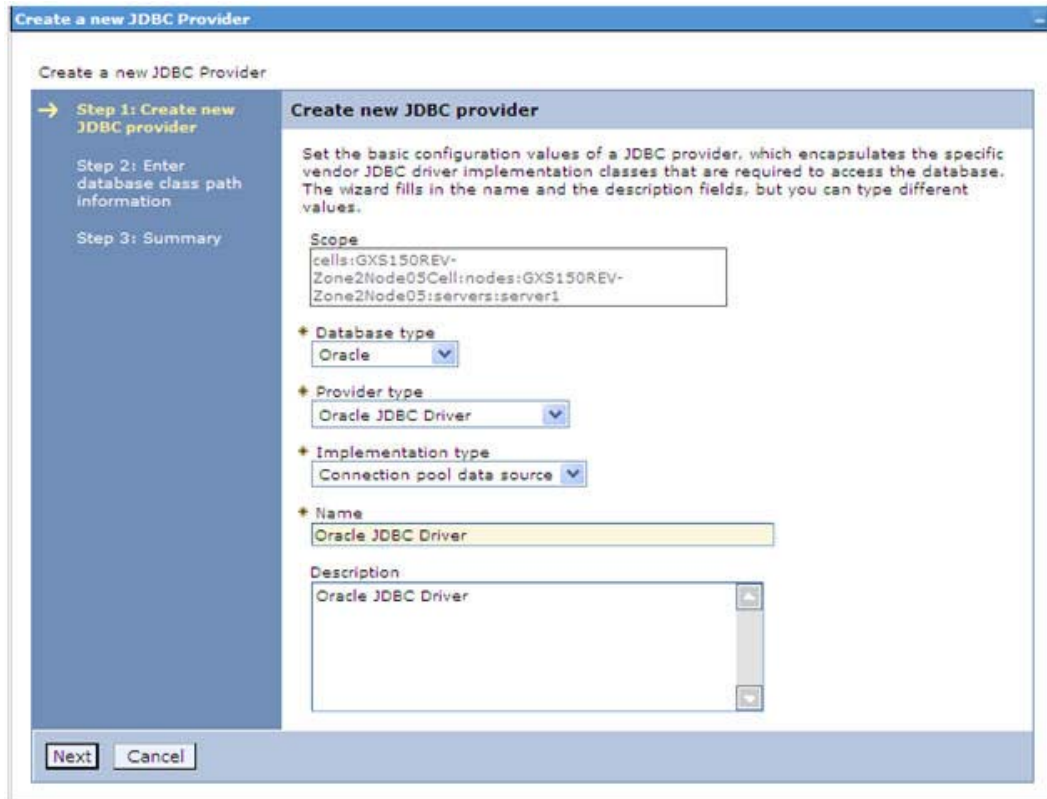 Create a new JDBC Provider
Create a new JDBC Provider
Step 1: Create new
JDBC provider
Step 2: Enter
database class path
information
Step 3: Summary
Create new JDBC provider
Set the basic configuration values of a JDBC provider, which encapsulates the specific
vendor JDBC driver implementation classes that are required to access the database.
The wizard fills in the name and the description fields, but you can type different
values.
Scope
cells:GXS150REV-
Zone2Node05Cell:nodes:GXS150REV-
Zone2Node05:servers:server1
Database type
Oracle
Provider type
Oracle JDBC Driver
Implementation type
Connection pool data source
Name
Oracle JDBC Driver
Description
Oracle JDBC Driver
Next
Cancel